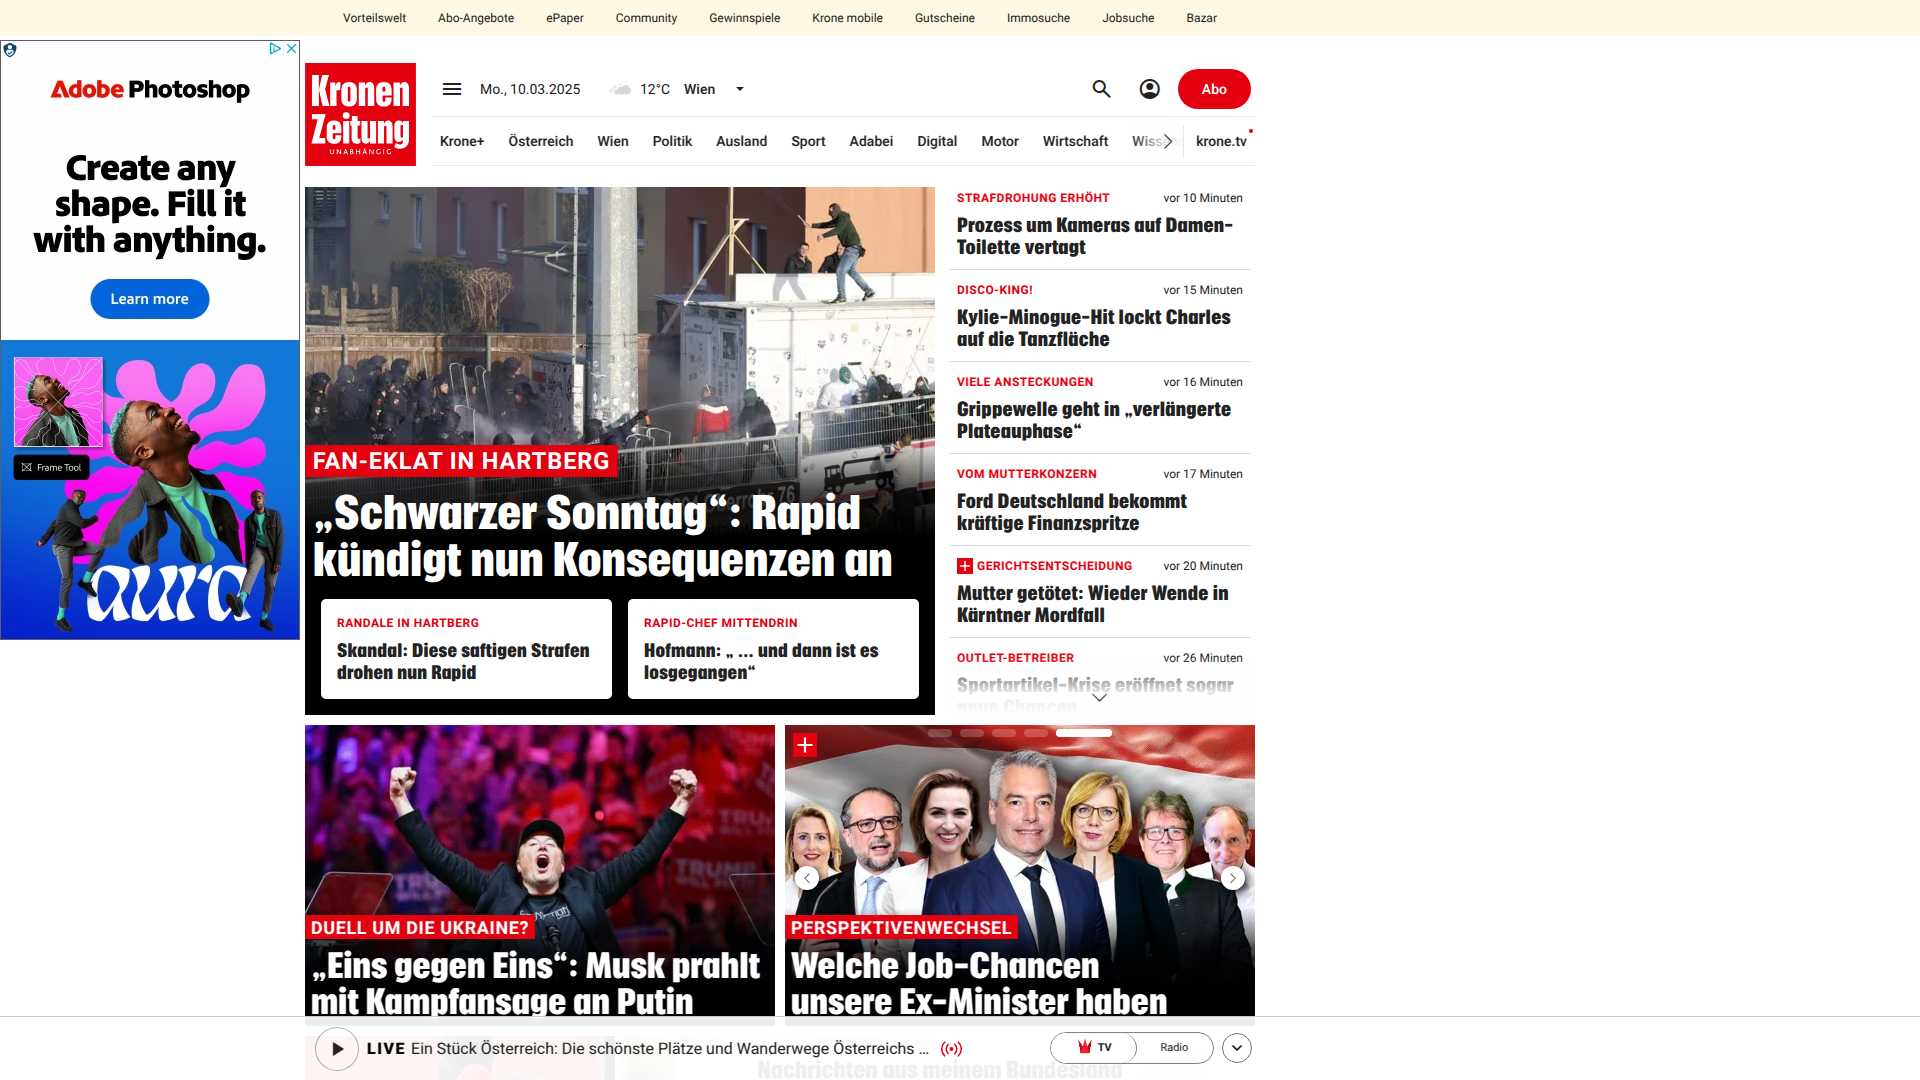 Vorteilswelt Abo-Angebote ePaper Community Gewinnspiele Krone mobile Gutscheine Immosuche Jobsuche Bazar
Adobe Photoshop
Create any
shape. Fill it
with anything.
Learn more
Frame Tool
aura
Kronen
Zeitung
UNABHÄNGIG
Mo., 10.03.2025 12°C Wien
Abo
Krone+ Österreich Wien Politik Ausland Sport Adabei Digital Motor Wirtschaft krone.tv
FAN-EKLAT IN HARTBERG
„Schwarzer Sonntag“: Rapid
kündigt nun Konsequenzen an
RANDALE IN HARTBERG
Skandal: Diese saftigen Strafen
drohen nun Rapid
RAPID-CHEF MITTENDRIN
Hofmann: „ ... und dann ist es
losgegangen“
STRAFDROHUNG ERHÖHT vor 10 Minuten
Prozess um Kameras auf Damen-
Toilette vertagt
DISCO-KING! vor 15 Minuten
Kylie-Minogue-Hit lockt Charles
auf die Tanzfläche
VIELE ANSTECKUNGEN vor 16 Minuten
Grippewelle geht in „verlängerte
Plateauphase“
VOM MUTTERKONZERN vor 17 Minuten
Ford Deutschland bekommt
kräftige Finanzspritze
GERICHTSENTSCHEIDUNG vor 20 Minuten
Mutter getötet: Wieder Wende in
Kärntner Mordfall
OUTLET-BETREIBER vor 26 Minuten
Sportartikel-Krise eröffnet sogar
neue Chancen
DUELL UM DIE UKRAINE?
„Eins gegen Eins“: Musk prahlt
mit Kampfansage an Putin
PERSPEKTIVENWECHSEL
Welche Job-Chancen
unsere Ex-Minister haben
LIVE Ein Stück Österreich: Die schönste Plätze und Wanderwege Österreichs ...
TV Radio
Nachrichten aus meinem Bundesland